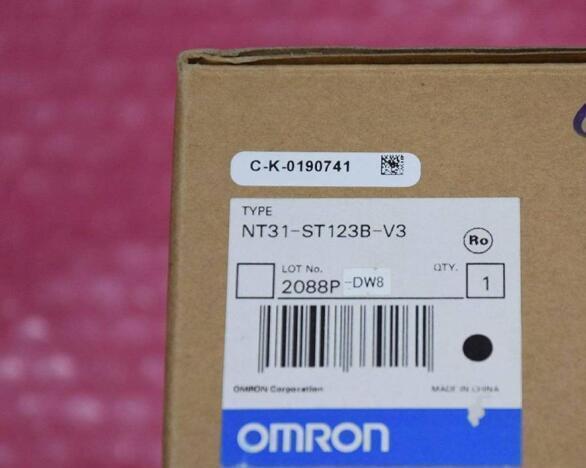 C-K-0190741
TYPE
NT31-ST123B-V3
Ro
LOT No.
QTY.
2088P -DW8
1
OMRON Corporation
MADE IN CHINA
OMRON